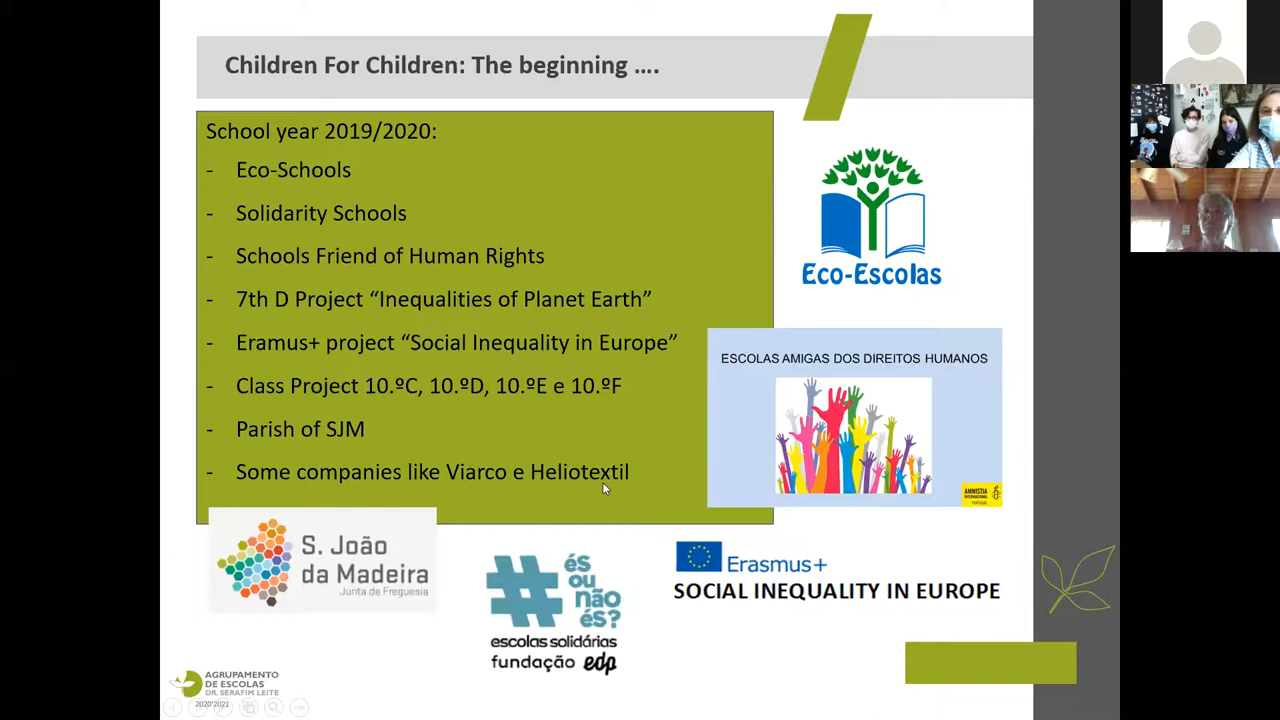 Children For Children: The beginning ....
School year 2019/2020:
- Eco-Schools
- Solidarity Schools
- Schools Friend of Human Rights
- 7th D Project “Inequalities of Planet Earth”
- Eramus+ project “Social Inequality in Europe”
- Class Project 10.ºC, 10.ºD, 10.ºE e 10.ºF
- Parish of SJM
- Some companies like Viarco e Heliotextil
Eco-Escolas
ESCOLAS AMIGAS DOS DIREITOS HUMANOS
AMNISTIA
INTERNACIONAL
PORTUGAL
S. João
da Madeira
Junta de Freguesia
#és
ou
não
és?
escolas solidárias
fundação edp
Erasmus+
SOCIAL INEQUALITY IN EUROPE
AGRUPAMENTO
DE ESCOLAS
DR. SERAFIM LEITE
2020'2021